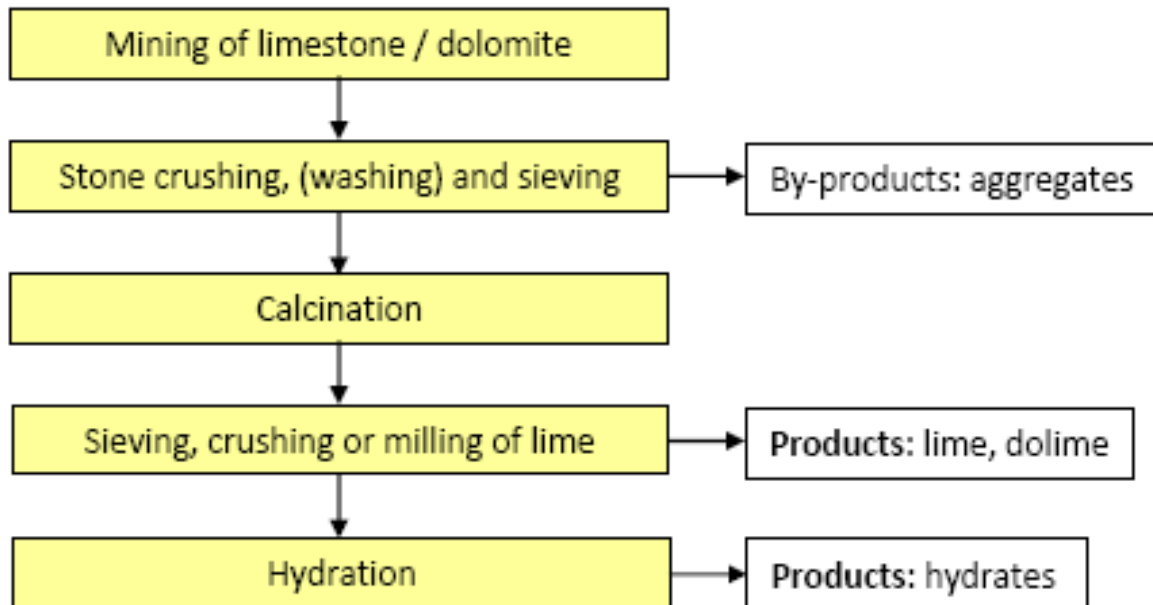 Mining of limestone / dolomite
Stone crushing, (washing) and sieving
By-products: aggregates
Calcination
Sieving, crushing or milling of lime
Products: lime, dolime
Hydration
Products: hydrates